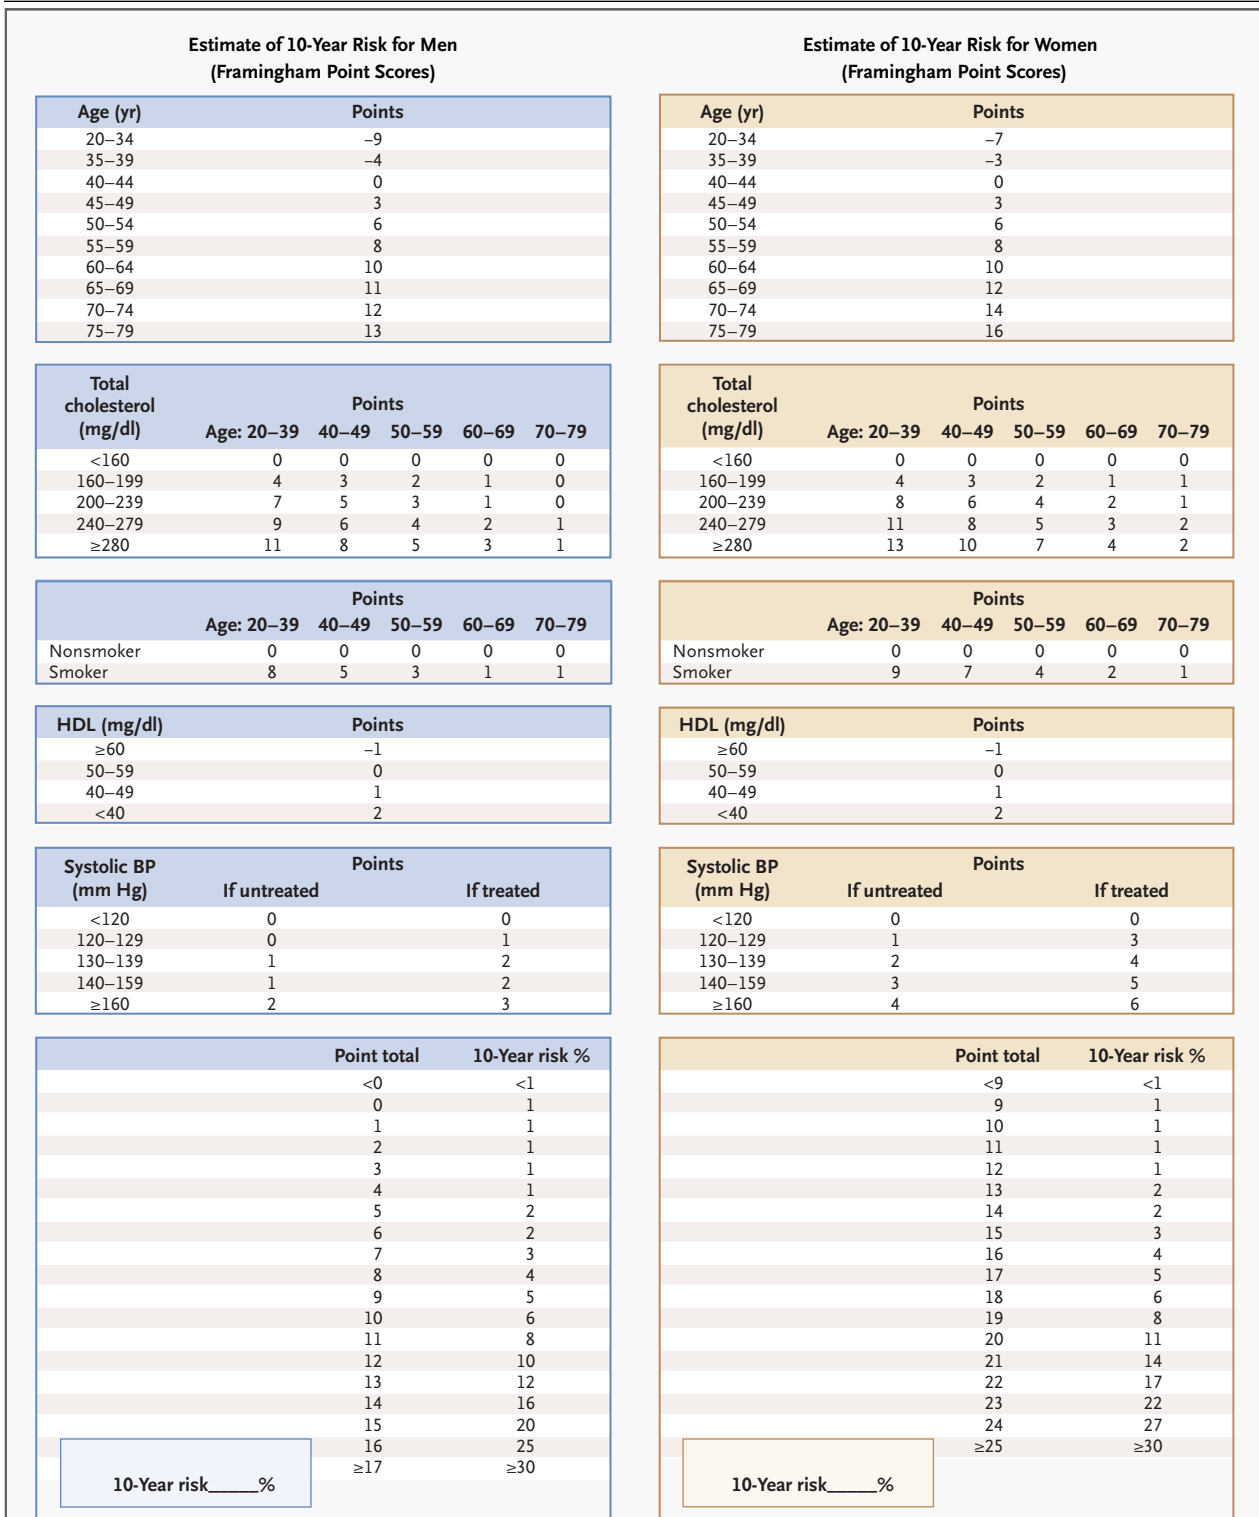 Estimate of 10-Year Risk for Men
(Framingham Point Scores)
Age (yr) Points
20–34 –9
35–39 –4
40–44 0
45–49 3
50–54 6
55–59 8
60–64 10
65–69 11
70–74 12
75–79 13
Total
cholesterol Points
(mg/dl) Age: 20–39 40–49 50–59 60–69 70–79
<160 0 0 0 0 0
160–199 4 3 2 1 0
200–239 7 5 3 1 0
240–279 9 6 4 2 1
≥280 11 8 5 3 1
Points
Age: 20–39 40–49 50–59 60–69 70–79
Nonsmoker 0 0 0 0 0
Smoker 8 5 3 1 1
HDL (mg/dl) Points
≥60 –1
50–59 0
40–49 1
<40 2
Systolic BP Points
(mm Hg) If untreated If treated
<120 0 0
120–129 0 1
130–139 1 2
140–159 1 2
≥160 2 3
Point total 10-Year risk %
<0 <1
0 1
1 1
2 1
3 1
4 1
5 2
6 2
7 3
8 4
9 5
10 6
11 8
12 10
13 12
14 16
15 20
16 25
≥17 ≥30
10-Year risk_____%
Estimate of 10-Year Risk for Women
(Framingham Point Scores)
Age (yr) Points
20–34 –7
35–39 –3
40–44 0
45–49 3
50–54 6
55–59 8
60–64 10
65–69 12
70–74 14
75–79 16
Total
cholesterol Points
(mg/dl) Age: 20–39 40–49 50–59 60–69 70–79
<160 0 0 0 0 0
160–199 4 3 2 1 1
200–239 8 6 4 2 1
240–279 11 8 5 3 2
≥280 13 10 7 4 2
Points
Age: 20–39 40–49 50–59 60–69 70–79
Nonsmoker 0 0 0 0 0
Smoker 9 7 4 2 1
HDL (mg/dl) Points
≥60 –1
50–59 0
40–49 1
<40 2
Systolic BP Points
(mm Hg) If untreated If treated
<120 0 0
120–129 1 3
130–139 2 4
140–159 3 5
≥160 4 6
Point total 10-Year risk %
<9 <1
9 1
10 1
11 1
12 1
13 2
14 2
15 3
16 4
17 5
18 6
19 8
20 11
21 14
22 17
23 22
24 27
≥25 ≥30
10-Year risk_____%